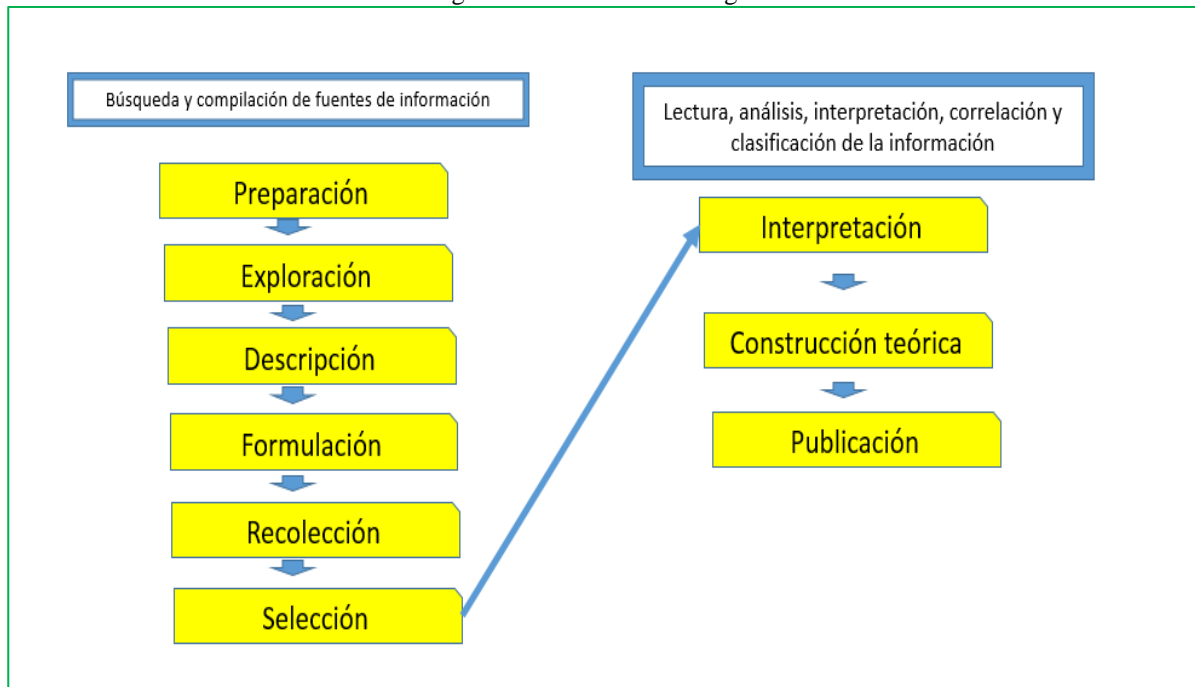 Búsqueda y compilación de fuentes de información
Preparación
Exploración
Descripción
Formulación
Recolección
Selección
Lectura, análisis, interpretación, correlación y
clasificación de la información
Interpretación
Construcción teórica
Publicación